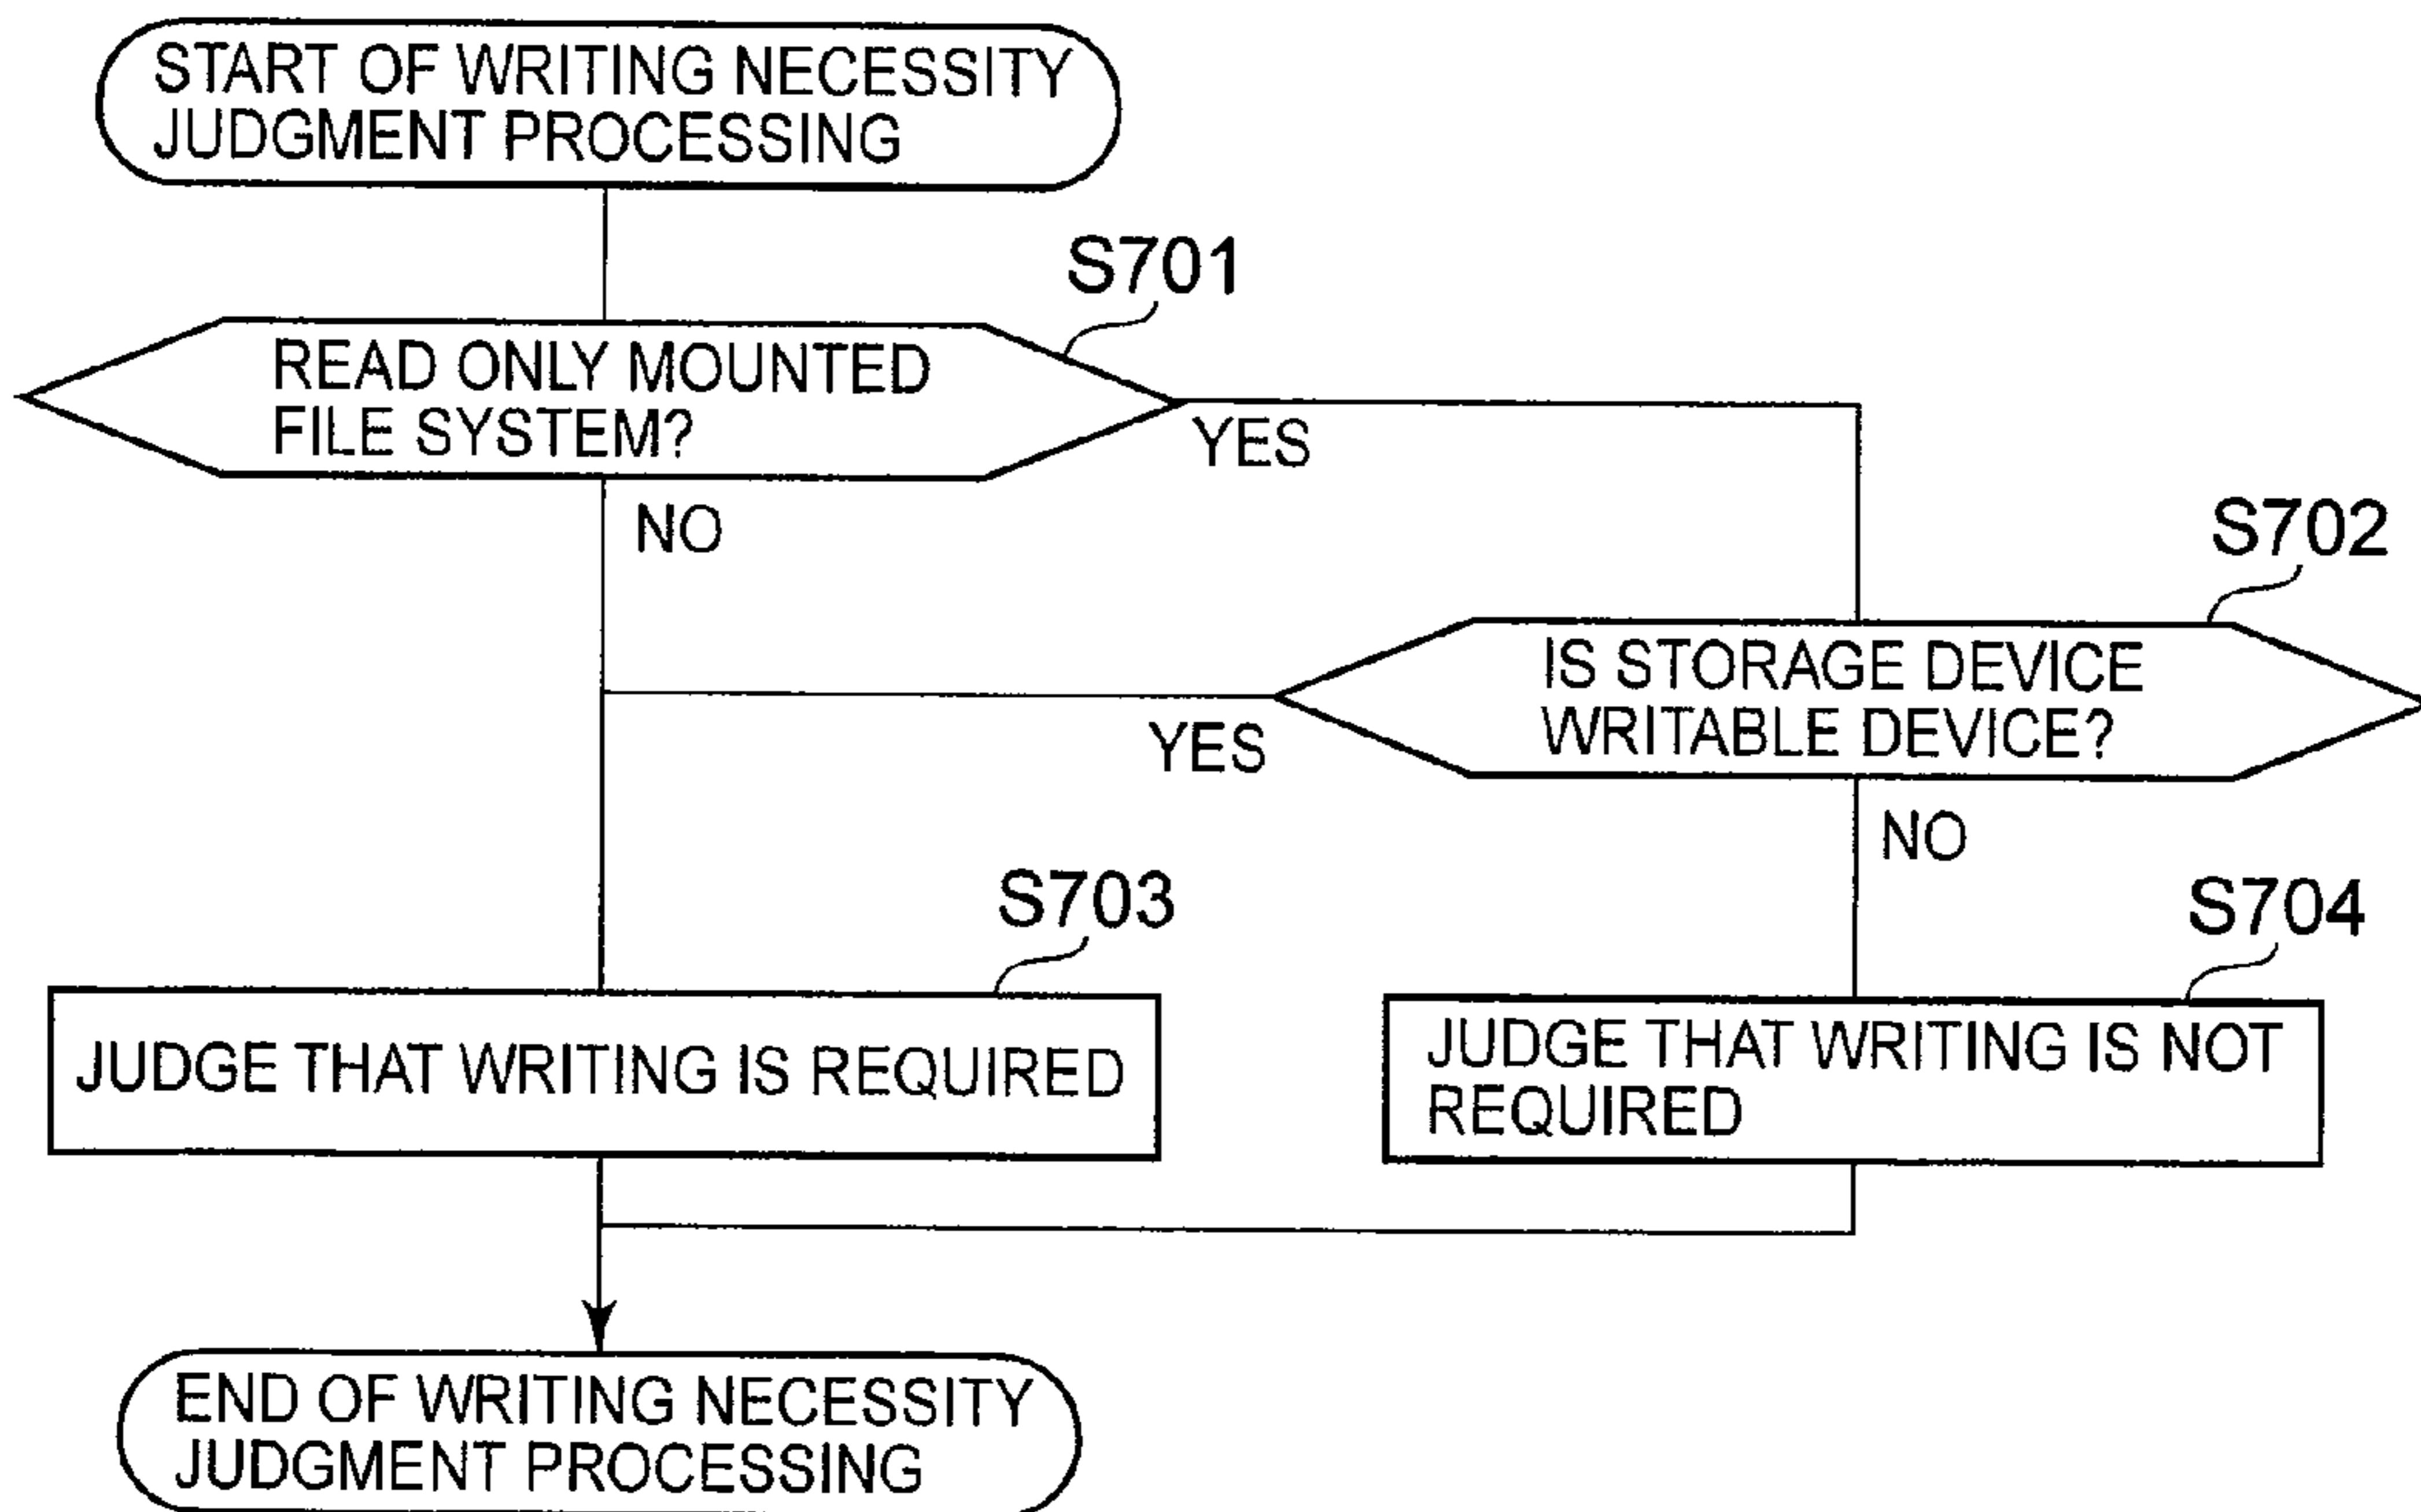 START OF WRITING NECESSITY
JUDGMENT PROCESSING
S701
READ ONLY MOUNTED
FILE SYSTEM?
YES
NO
S702
IS STORAGE DEVICE
WRITABLE DEVICE?
YES
NO
S703
JUDGE THAT WRITING IS REQUIRED
S704
JUDGE THAT WRITING IS NOT
REQUIRED
END OF WRITING NECESSITY
JUDGMENT PROCESSING